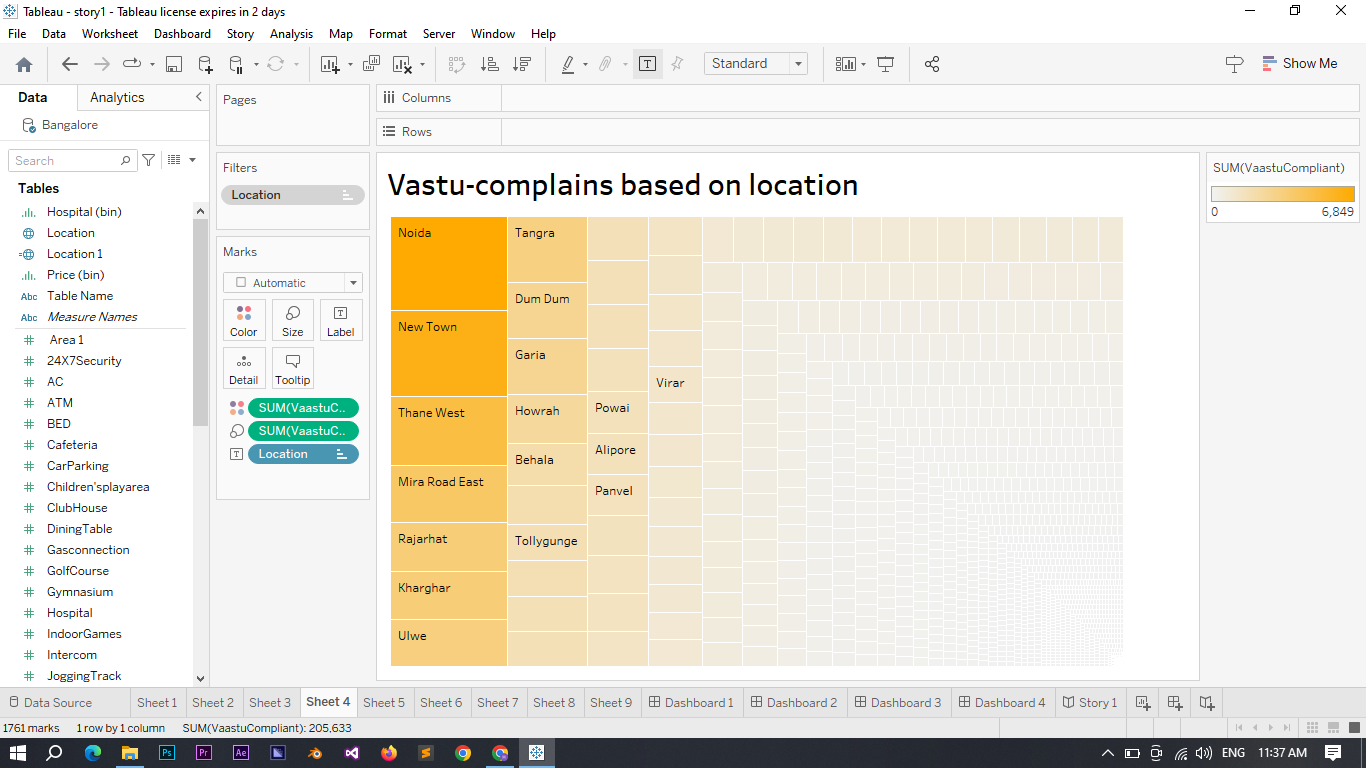 Tableau - story1 - Tableau license expires in 2 days
File Data Worksheet Dashboard Story Analysis Map Format Server Window Help
Standard
Show Me
Data Analytics
Bangalore
Search
Tables
Hospital (bin)
Location
Location 1
Price (bin)
Abc Table Name
Abc Measure Names
Area 1
24X7Security
AC
ATM
BED
Cafeteria
CarParking
Children'splayarea
ClubHouse
DiningTable
Gasconnection
GolfCourse
Gymnasium
Hospital
IndoorGames
Intercom
JoggingTrack
Pages
Filters
Location
Marks
Automatic
Color Size Label
Detail Tooltip
SUM(VaastuC..
SUM(VaastuC..
Location
Columns
Rows
Vastu-complains based on location
Noida
New Town
Thane West
Mira Road East
Rajarhat
Kharghar
Ulwe
Tangra
Dum Dum
Garia
Howrah
Behala
Tollygunge
Powai
Alipore
Panvel
Virar
SUM(VaastuCompliant)
0 6,849
Data Source Sheet 1 Sheet 2 Sheet 3 Sheet 4 Sheet 5 Sheet 6 Sheet 7 Sheet 8 Sheet 9 Dashboard 1 Dashboard 2 Dashboard 3 Dashboard 4 Story 1
1761 marks 1 row by 1 column SUM(VaastuCompliant): 205,633
Ps Pr Ae
ENG 11:37 AM